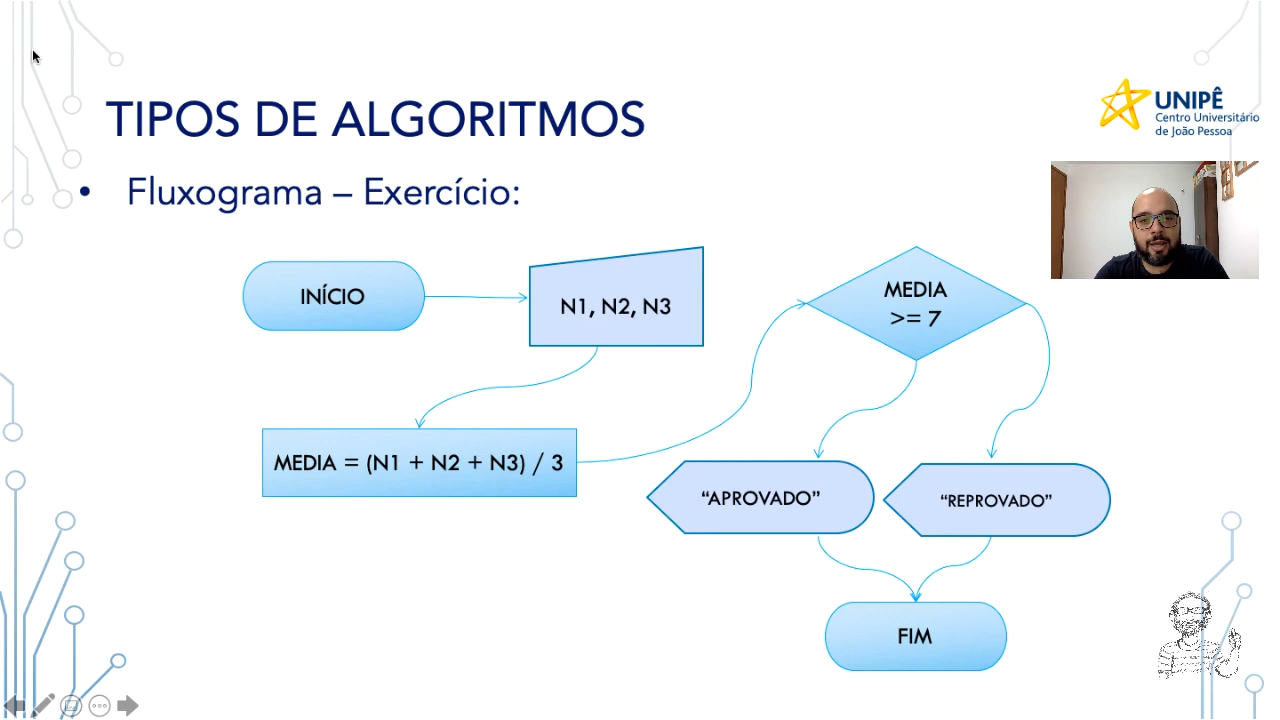 TIPOS DE ALGORITMOS
UNIPÊ
Centro Universitário
de João Pessoa
• Fluxograma – Exercício:
INÍCIO
N1, N2, N3
MEDIA
>= 7
MEDIA = (N1 + N2 + N3) / 3
“APROVADO”
“REPROVADO”
FIM